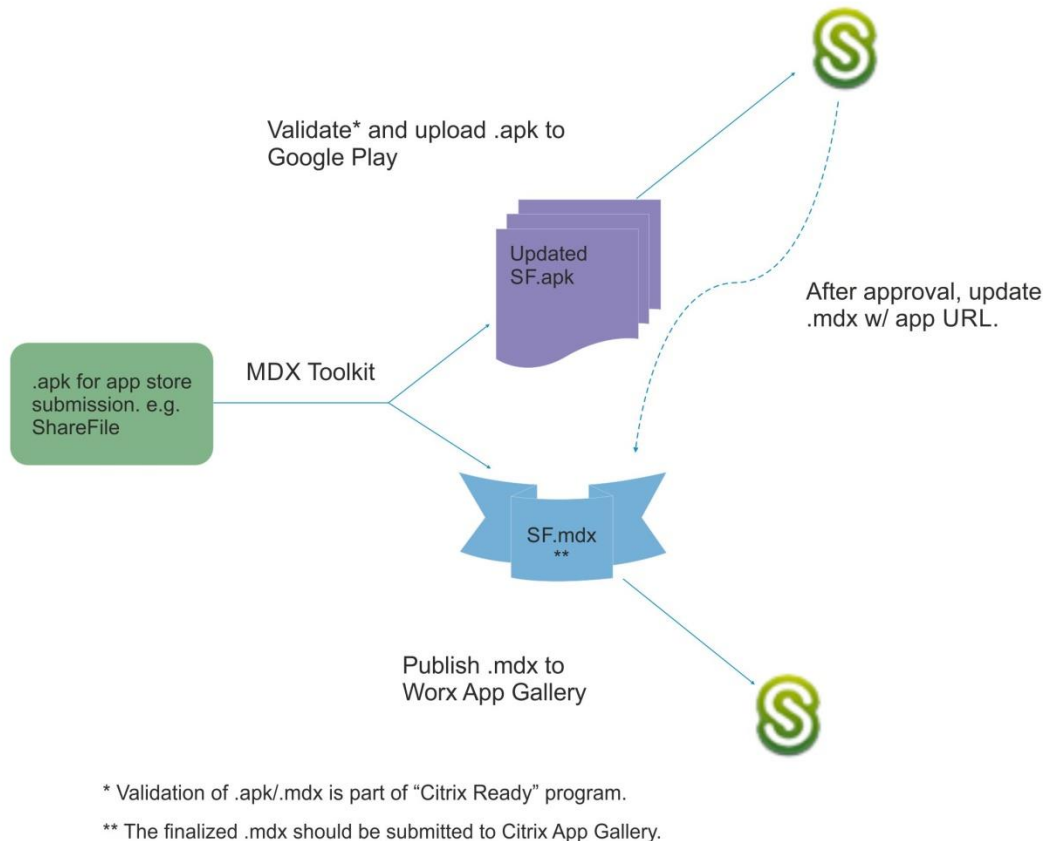 Validate* and upload .apk to
Google Play
Updated
SF.apk
After approval, update
.mdx w/ app URL.
MDX Toolkit
.apk for app store
submission. e.g.
ShareFile
SF.mdx
**
Publish .mdx to
Worx App Gallery
* Validation of .apk/.mdx is part of “Citrix Ready” program.
** The finalized .mdx should be submitted to Citrix App Gallery.